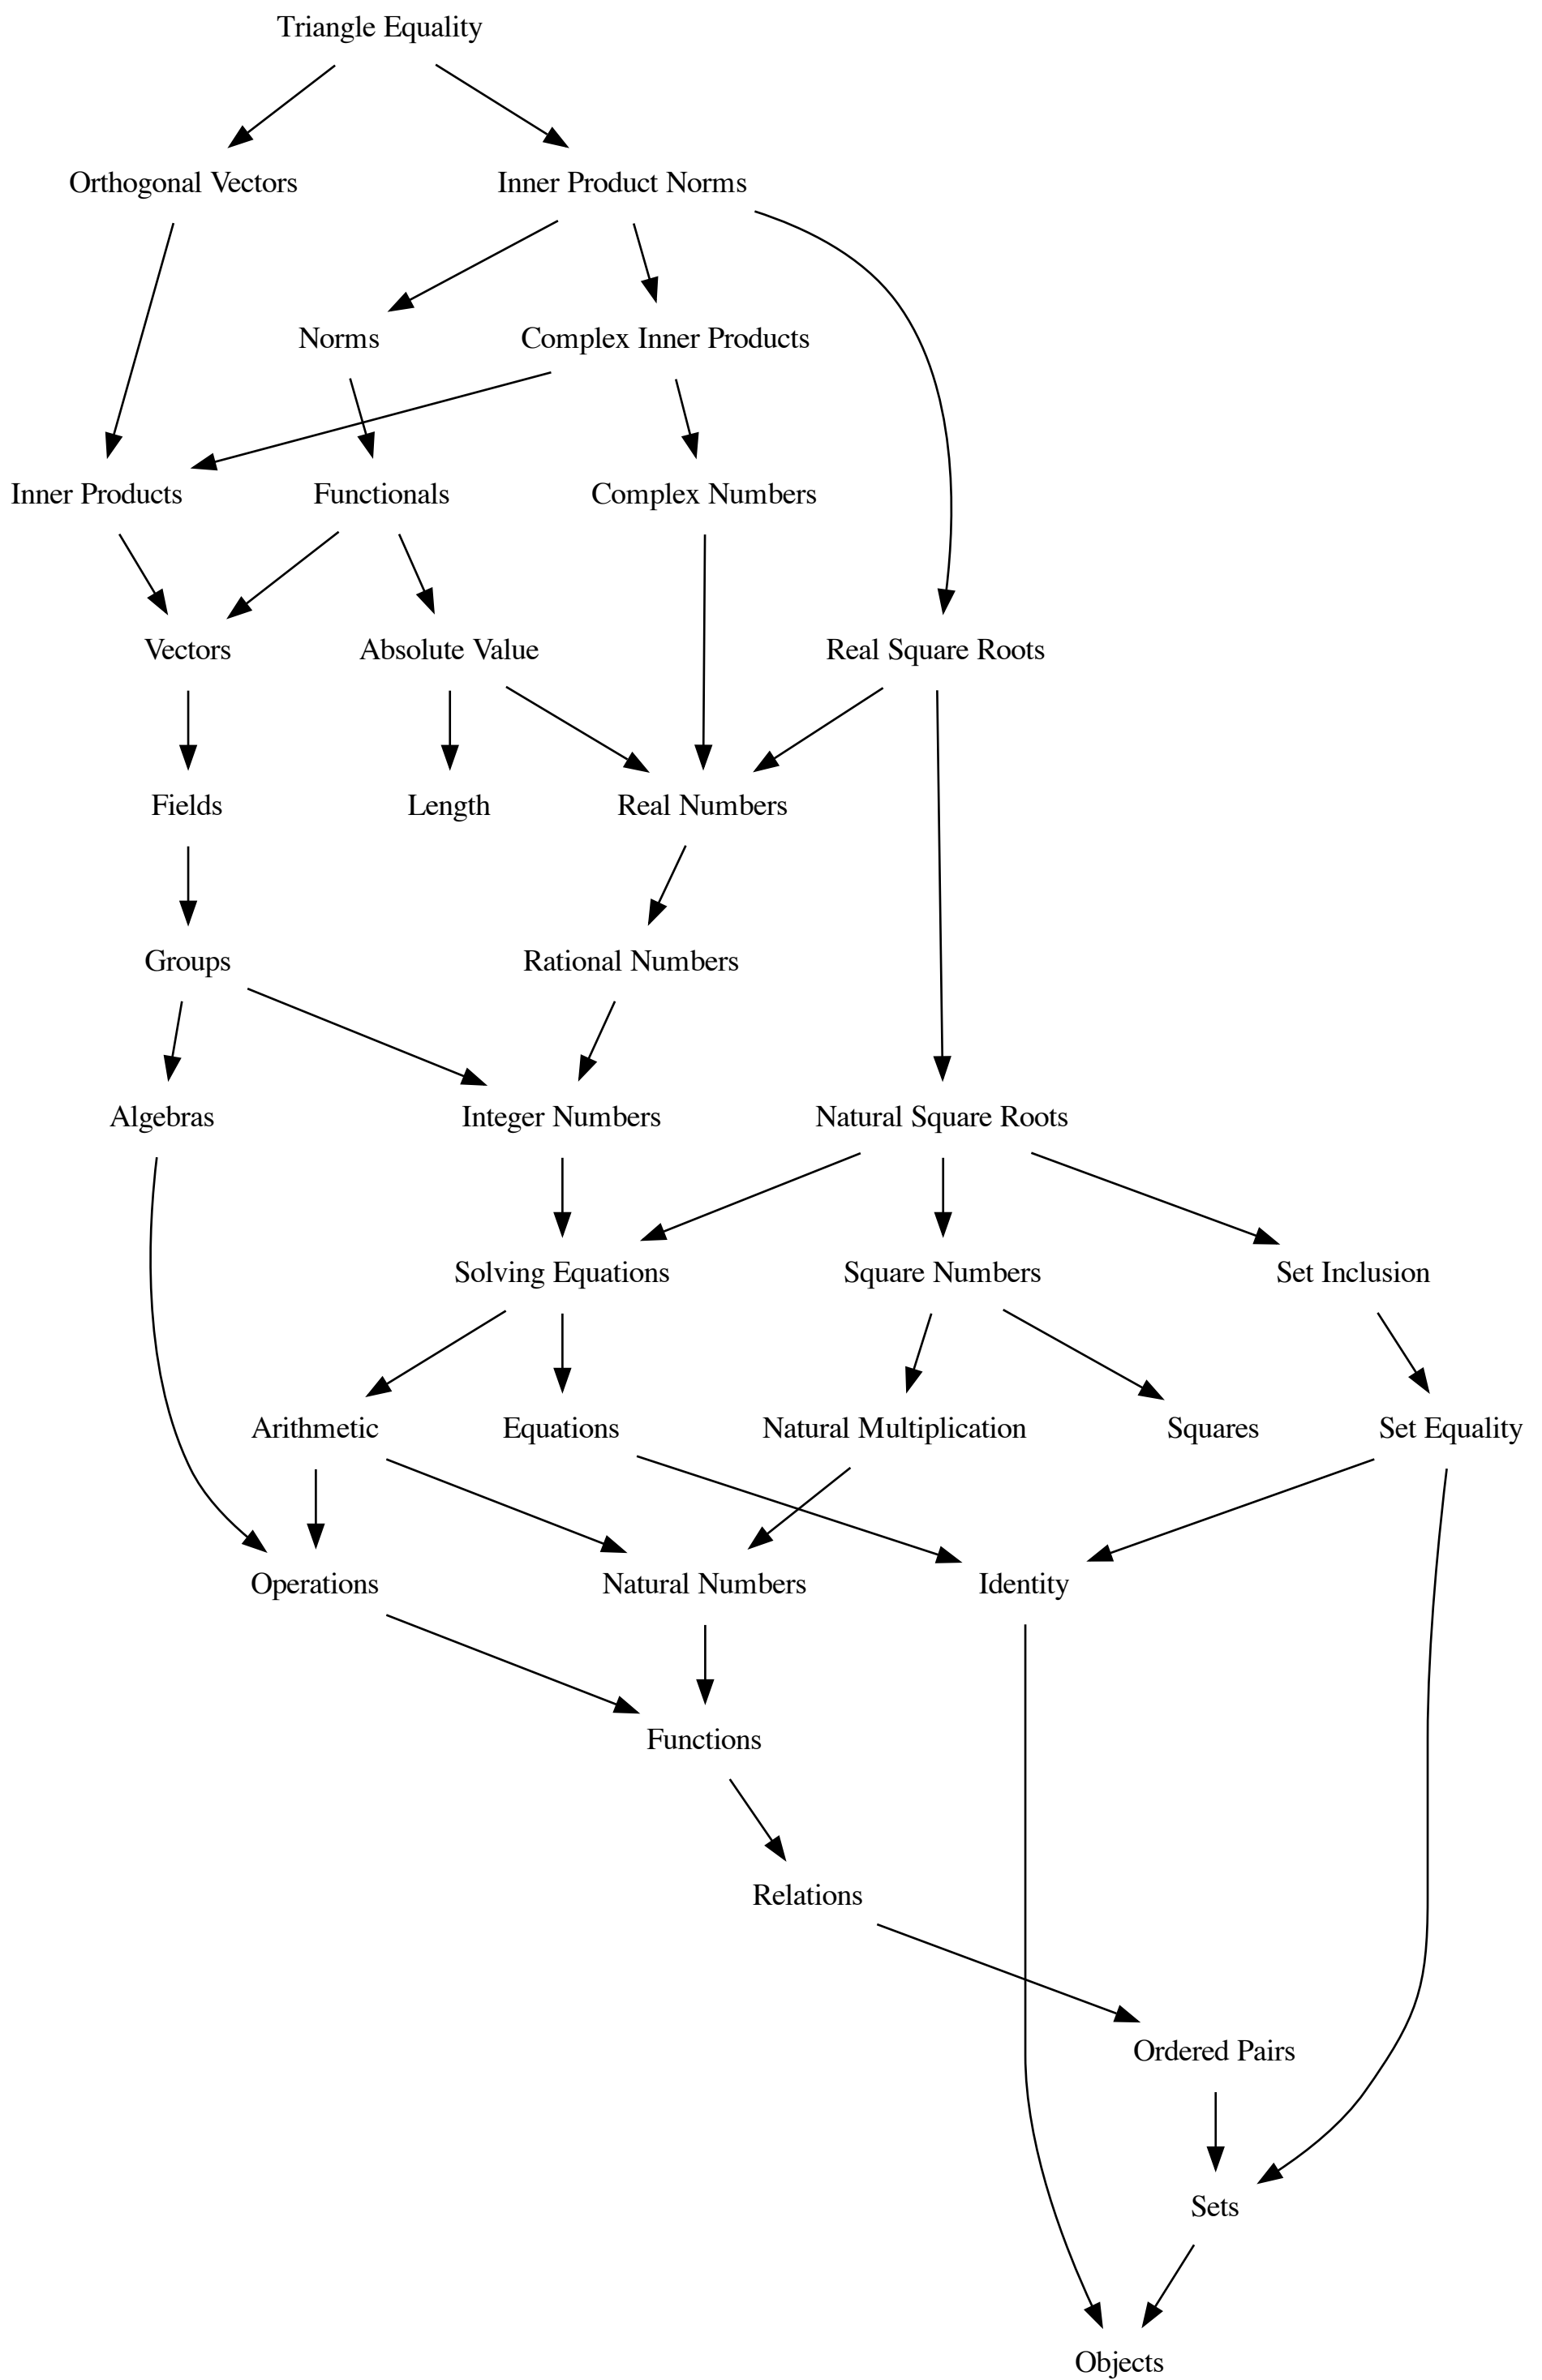 Triangle Equality
Orthogonal Vectors
Inner Product Norms
Norms
Complex Inner Products
Inner Products
Functionals
Complex Numbers
Vectors
Absolute Value
Real Square Roots
Fields
Length
Real Numbers
Groups
Rational Numbers
Algebras
Integer Numbers
Natural Square Roots
Solving Equations
Square Numbers
Set Inclusion
Arithmetic
Equations
Natural Multiplication
Squares
Set Equality
Operations
Natural Numbers
Identity
Functions
Relations
Ordered Pairs
Sets
Objects